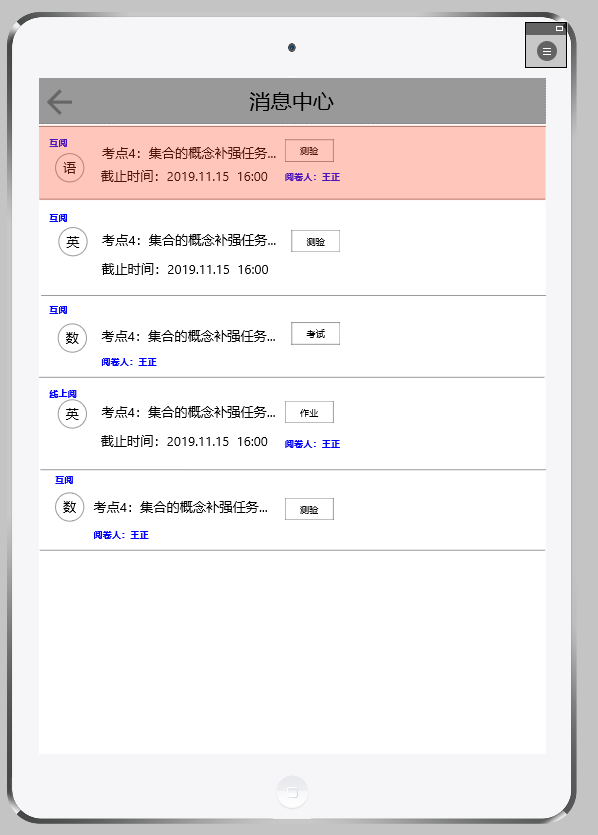 消息中心
互阅
语
考点4：集合的概念补强任务...
测验
截止时间：2019.11.15 16:00
阅卷人：王正
互阅
英
考点4：集合的概念补强任务...
测验
截止时间：2019.11.15 16:00
互阅
数
考点4：集合的概念补强任务...
考试
阅卷人：王正
线上阅
英
考点4：集合的概念补强任务...
作业
截止时间：2019.11.15 16:00
阅卷人：王正
互阅
数
考点4：集合的概念补强任务...
测验
阅卷人：王正